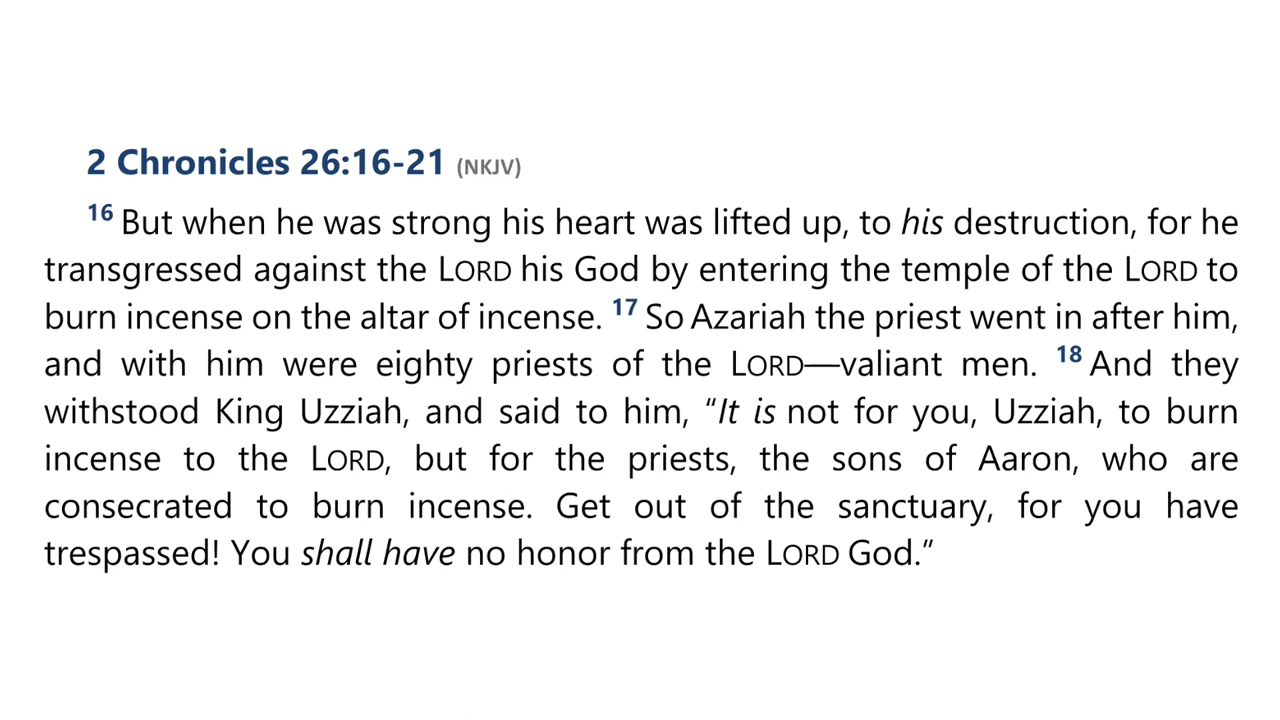 2 Chronicles 26:16-21 (NKJV)
16 But when he was strong his heart was lifted up, to his destruction, for he
transgressed against the LORD his God by entering the temple of the LORD to
burn incense on the altar of incense. 17 So Azariah the priest went in after him,
and with him were eighty priests of the LORD—valiant men. 18 And they
withstood King Uzziah, and said to him, “It is not for you, Uzziah, to burn
incense to the LORD, but for the priests, the sons of Aaron, who are
consecrated to burn incense. Get out of the sanctuary, for you have
trespassed! You shall have no honor from the LORD God.”